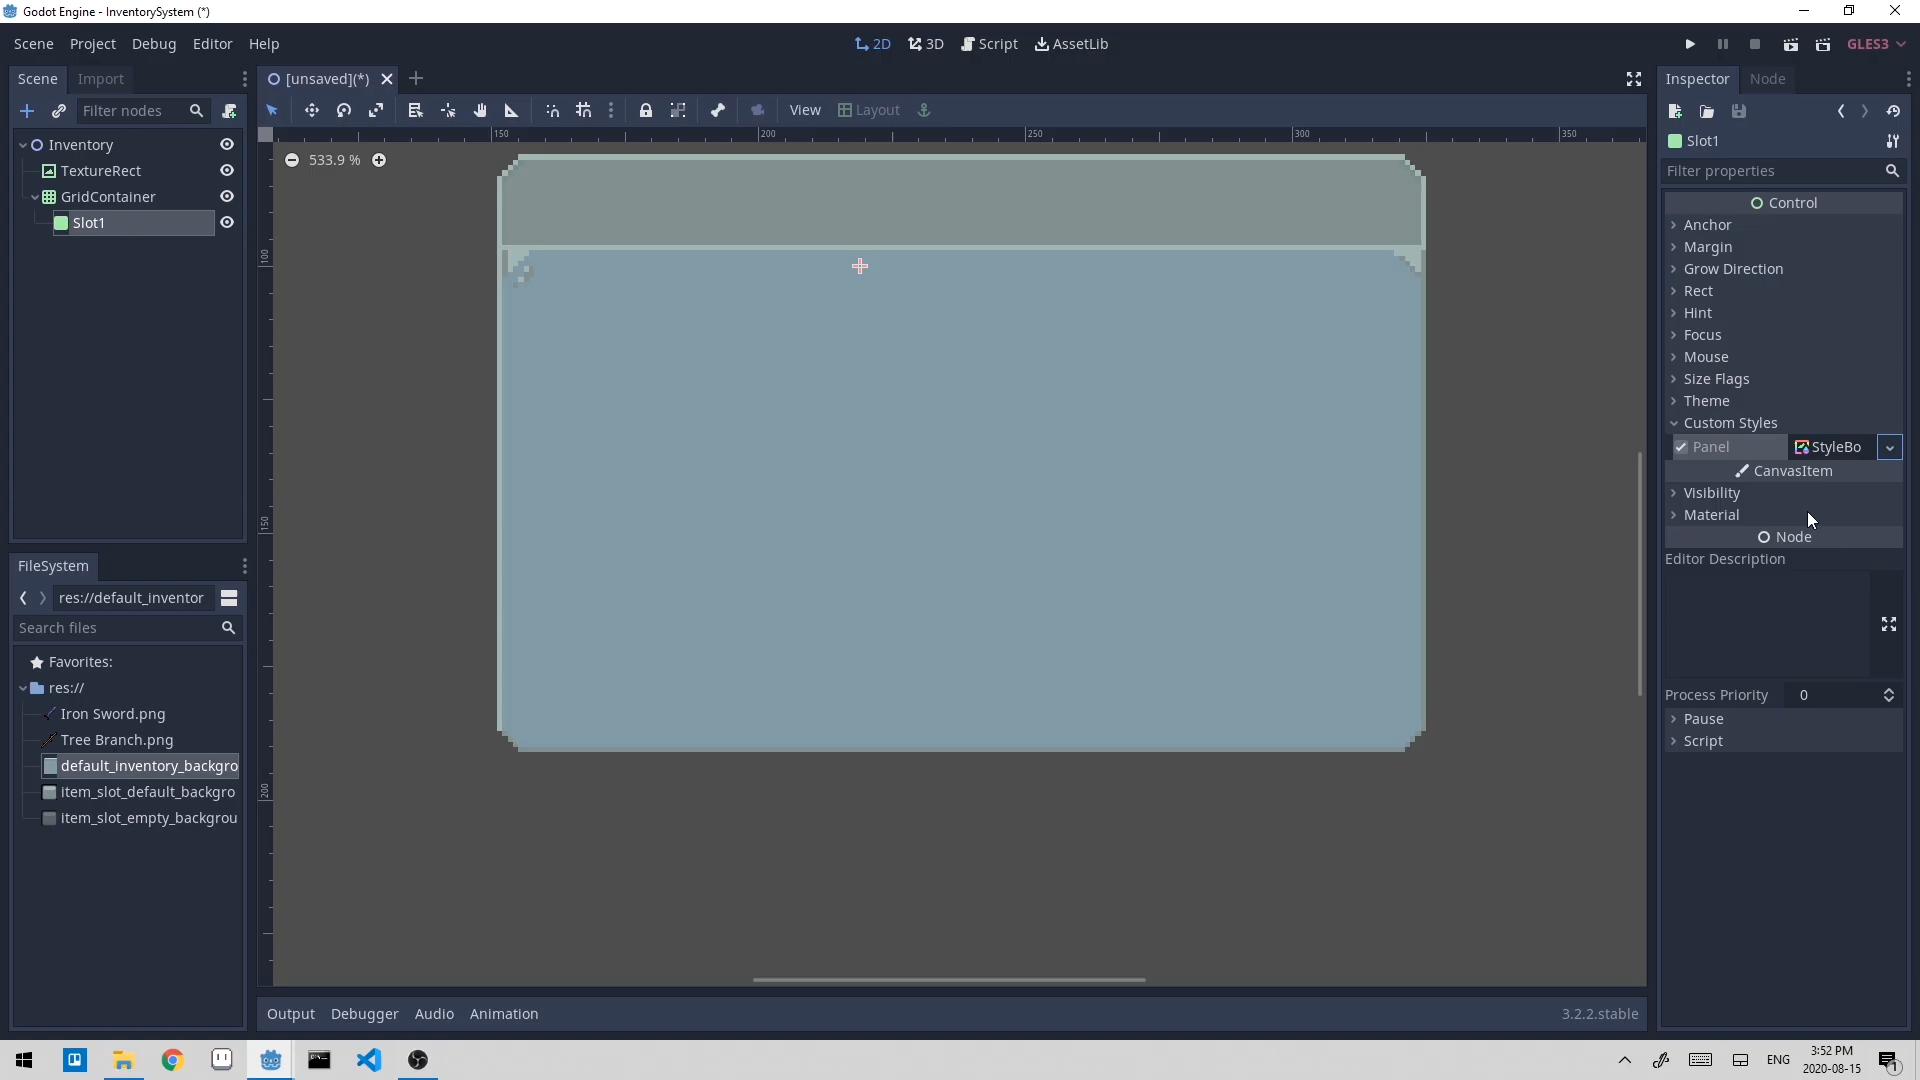 Godot Engine - InventorySystem (*)
Scene Project Debug Editor Help
2D 3D Script AssetLib
GLES3
Scene Import
[unsaved](*)
Inspector Node
Filter nodes
View Layout
Inventory
TextureRect
GridContainer
Slot1
150 200 250 300 350
533.9 %
100
150
200
Slot1
Filter properties
Control
Anchor
Margin
Grow Direction
Rect
Hint
Focus
Mouse
Size Flags
Theme
Custom Styles
Panel StyleBo
CanvasItem
Visibility
Material
Node
Editor Description
Process Priority 0
Pause
Script
FileSystem
res://default_inventor
Search files
Favorites:
res://
Iron Sword.png
Tree Branch.png
default_inventory_backgro
item_slot_default_backgro
item_slot_empty_backgrou
Output Debugger Audio Animation
3.2.2.stable
ENG
3:52 PM
2020-08-15
1